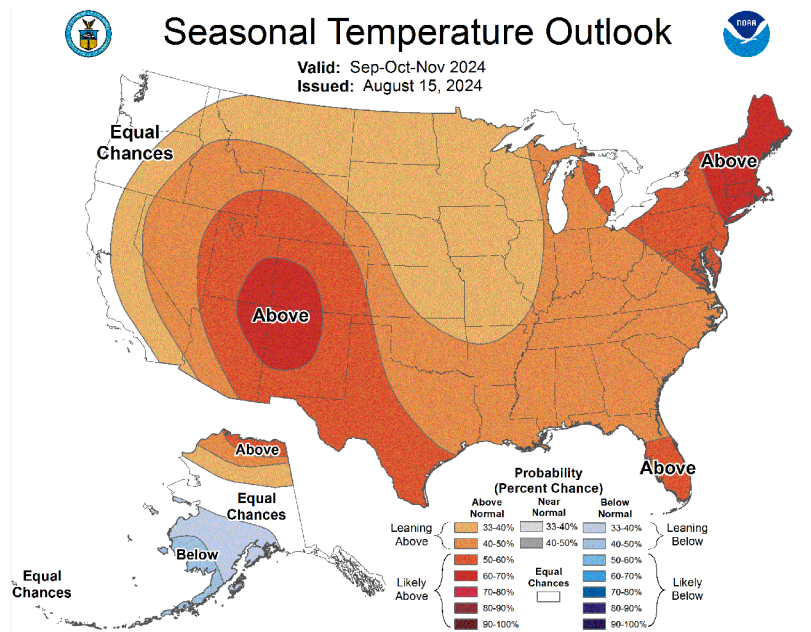 Seasonal Temperature Outlook
NOAA
Valid: Sep-Oct-Nov 2024
Issued: August 15, 2024
Equal
Chances
Above
Above
Above
Above
Equal
Chances
Below
Equal
Chances
Probability
(Percent Chance)
Above
Normal
Near
Normal
Below
Normal
Leaning
Above
33-40%
33-40%
33-40%
Leaning
Below
40-50%
40-50%
40-50%
Likely
Above
50-60%
60-70%
70-80%
80-90%
90-100%
Equal
Chances
50-60%
60-70%
70-80%
80-90%
90-100%
Likely
Below